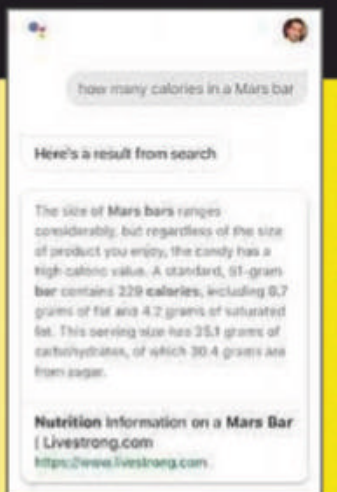 how many calories in a Mars bar
Here's a result from search
The size of Mars bars ranges
considerably, but regardless of the size
of product you enjoy, the candy has a
high caloric value. A standard, 51-gram
bar contains 229 calories, including 8.7
grams of fat and 4.2 grams of saturated
fat. This serving size has 35.1 grams of
carbohydrates, of which 30.4 grams are
from sugar.
Nutrition Information on a Mars Bar
| Livestrong.com
https://www.livestrong.com